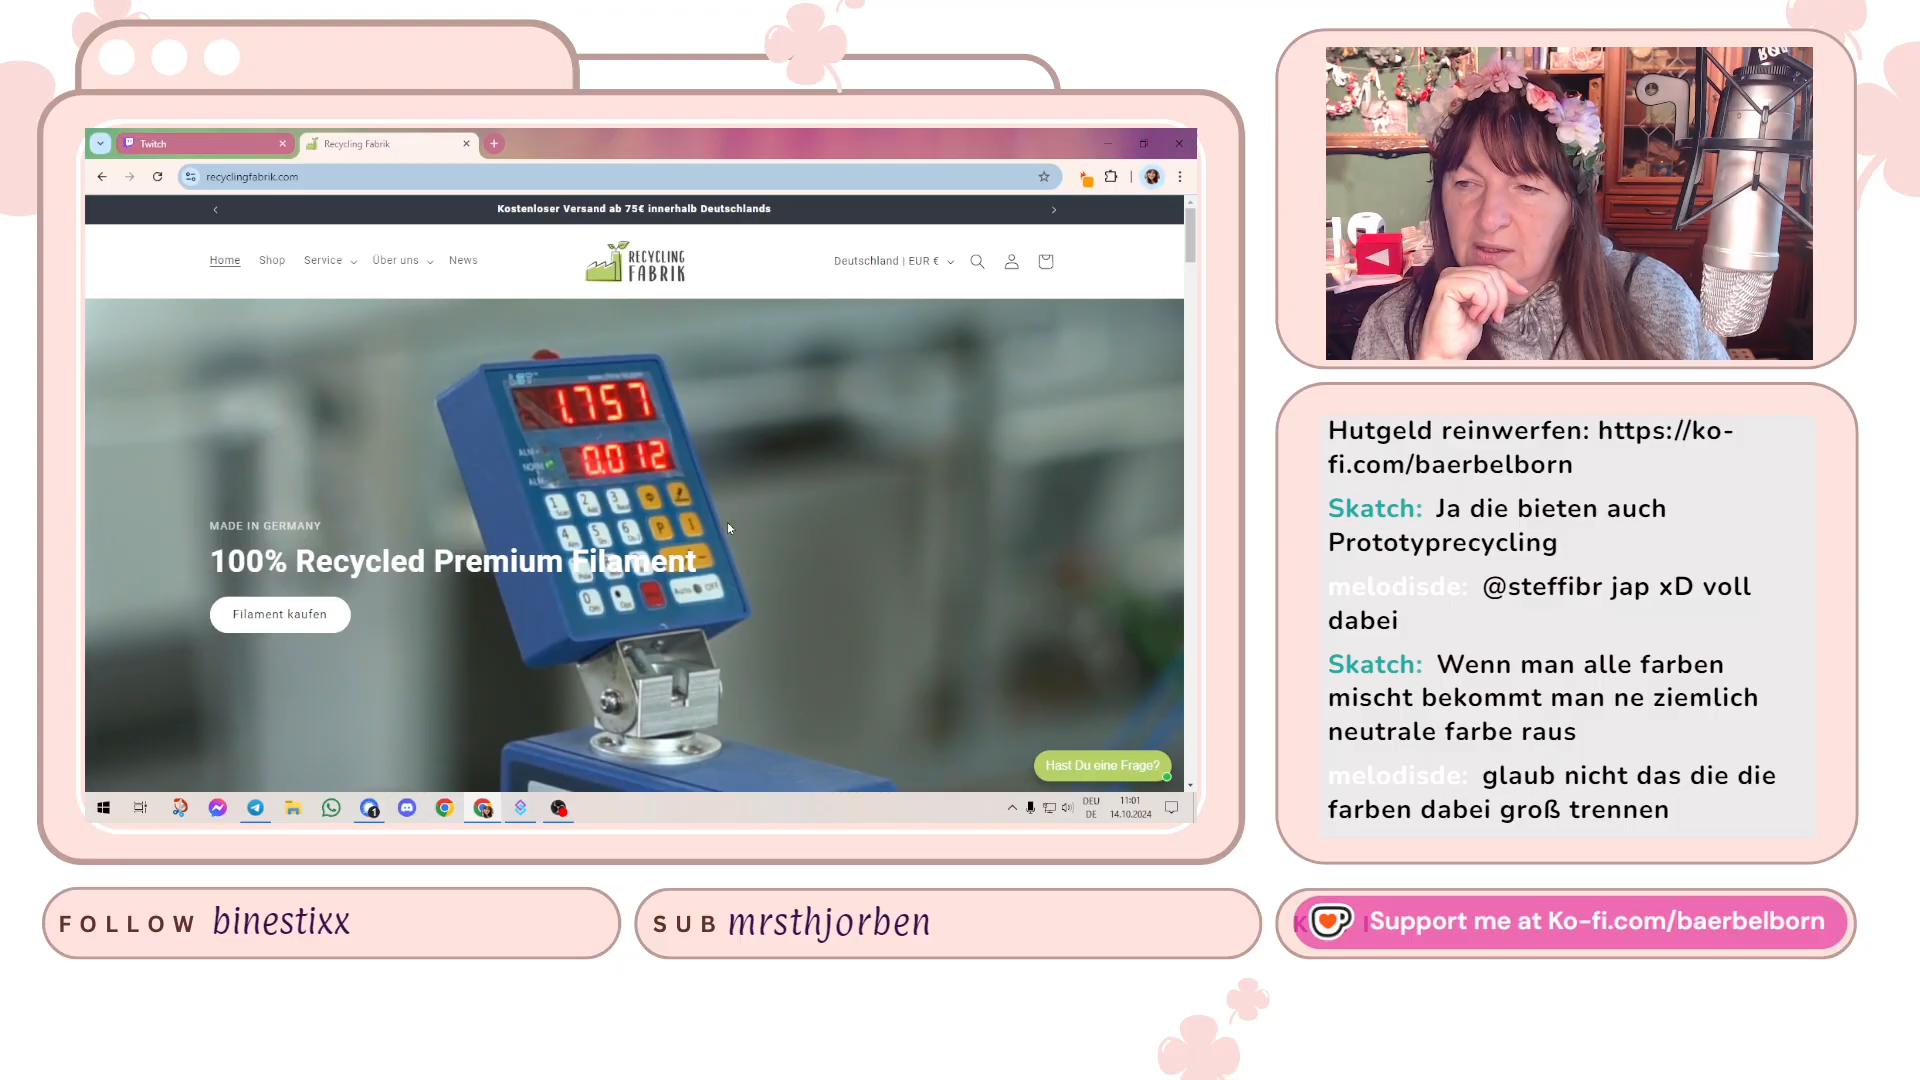 Twitch
Recycling Fabrik
recyclingfabrik.com
Kostenloser Versand ab 75€ innerhalb Deutschlands
Home Shop Service Über uns News
RECYCLING
FABRIK
Deutschland | EUR €
1.757
0.012
MADE IN GERMANY
100% Recycled Premium Filament
Filament kaufen
Hast Du eine Frage?
DEU
DE
11:01
14.10.2024
Hutgeld reinwerfen: https://ko-
fi.com/baerbelborn
Skatch: Ja die bieten auch
Prototyprecycling
melodisde: @steffibr jap xD voll
dabei
Skatch: Wenn man alle farben
mischt bekommt man ne ziemlich
neutrale farbe raus
melodisde: glaub nicht das die die
farben dabei groß trennen
FOLLOW binestixx
SUB mrsthjorben
Support me at Ko-fi.com/baerbelborn